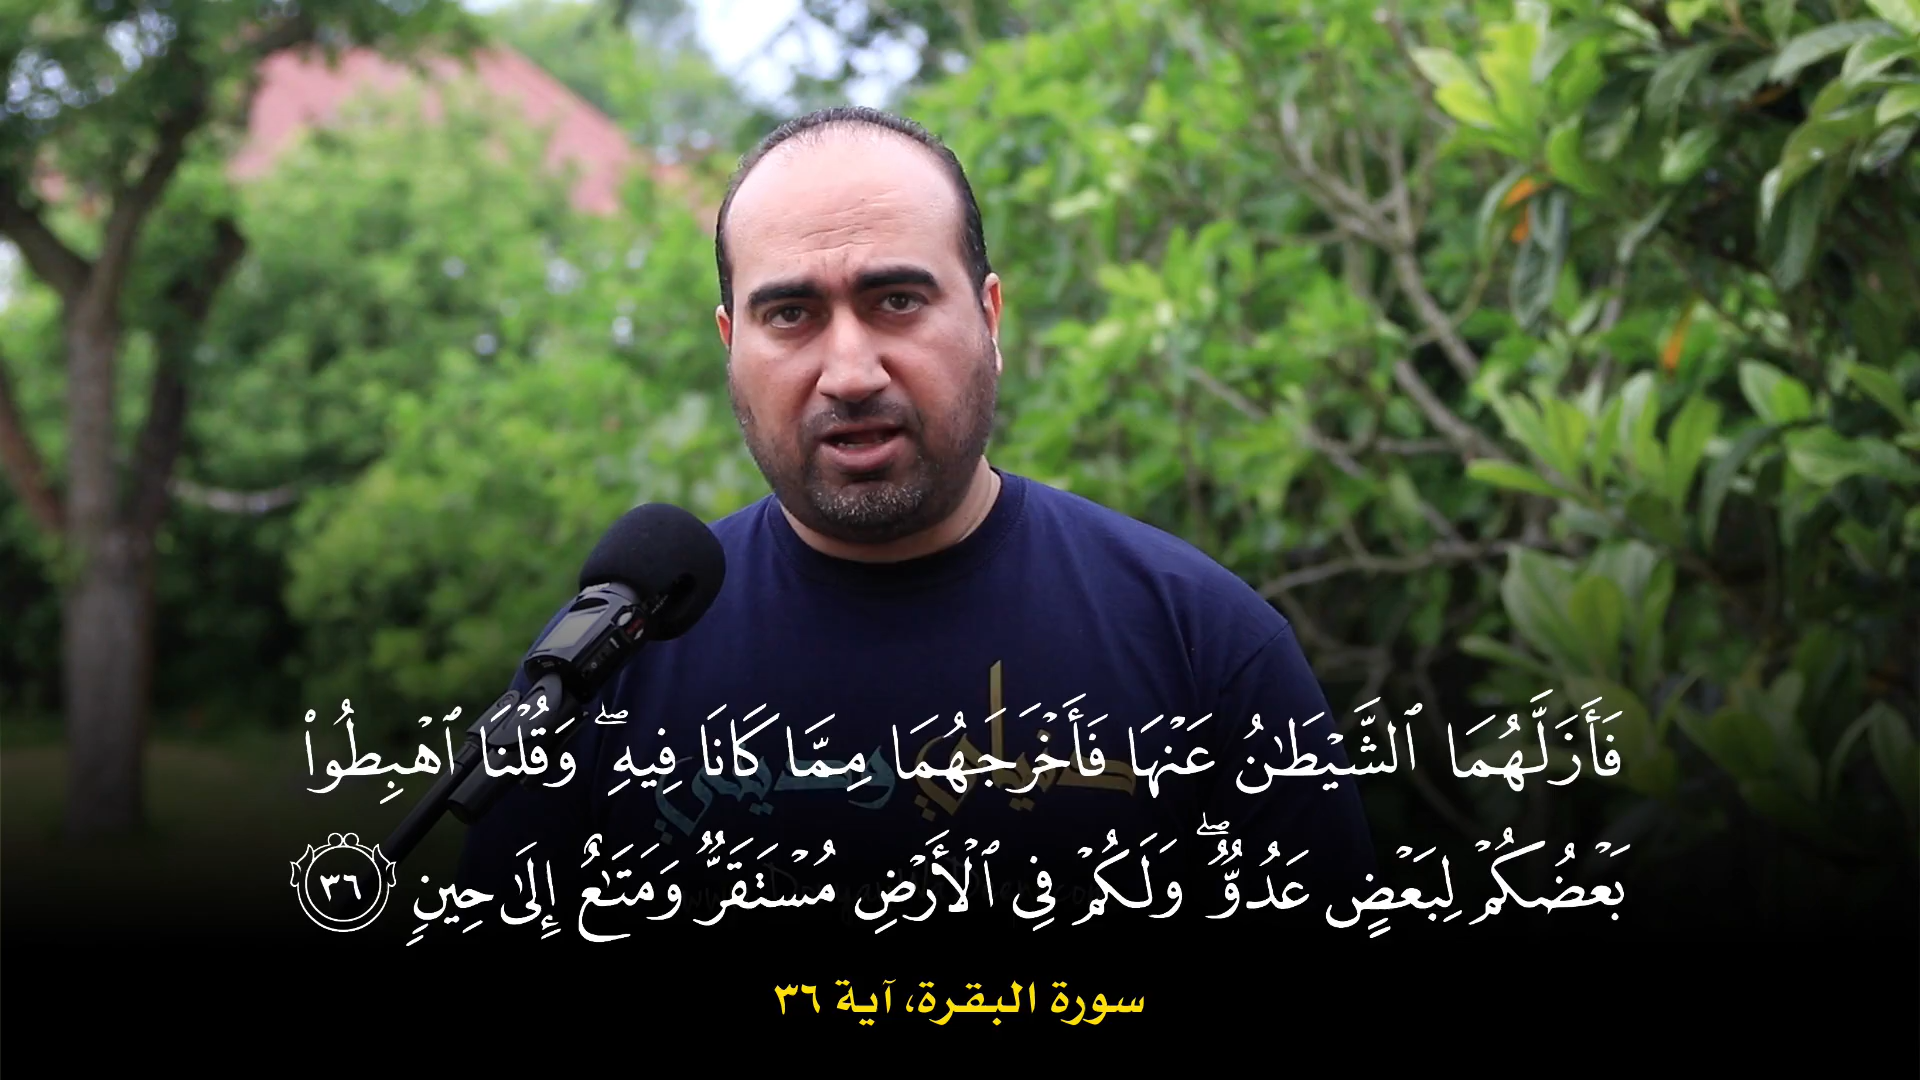 فَأَزَلَّهُمَا ٱلشَّيْطَٰنُ عَنْهَا فَأَخْرَجَهُمَا مِمَّا كَانَا فِيهِۖ وَقُلْنَا ٱهْبِطُوا۟
بَعْضُكُمْ لِبَعْضٍ عَدُوٌّۖ وَلَكُمْ فِى ٱلْأَرْضِ مُسْتَقَرٌّ وَمَتَٰعٌ إِلَىٰ حِينٍ ٣٦
سورة البقرة، آية ٣٦